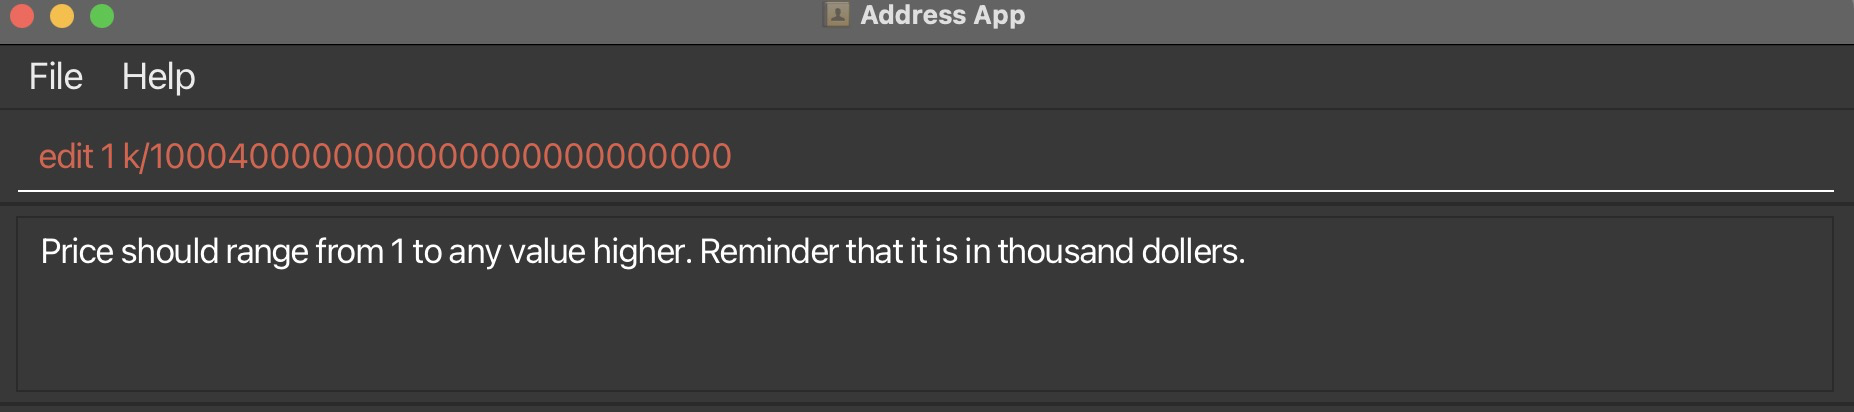 Address App
File Help
edit 1 k/1000400000000000000000000000
Price should range from 1 to any value higher. Reminder that it is in thousand dollers.